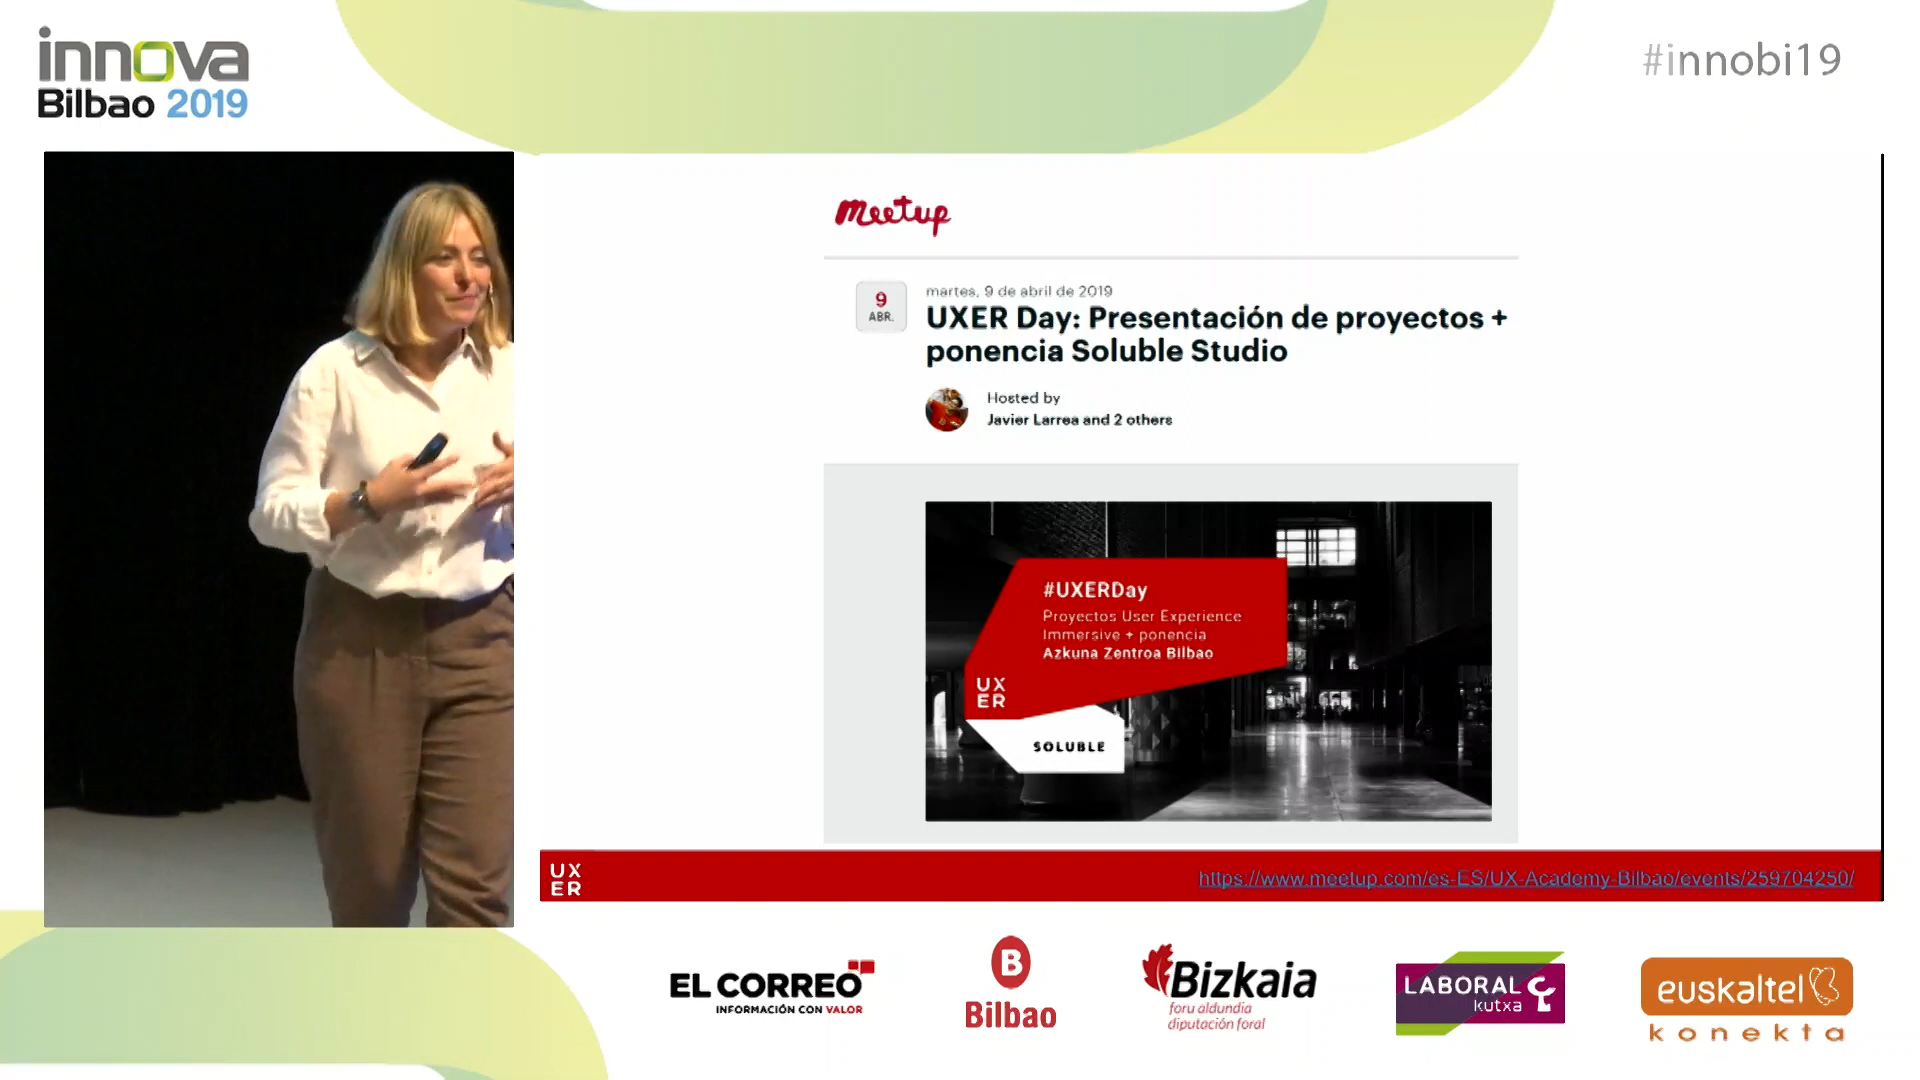 innova
Bilbao 2019
#innobi19
meetup
9
ABR.
martes, 9 de abril de 2019
UXER Day: Presentación de proyectos +
ponencia Soluble Studio
Hosted by
Javier Larrea and 2 others
#UXERDay
Proyectos User Experience
Immersive + ponencia
Azkuna Zentroa Bilbao
UX
ER
SOLUBLE
UX
ER
https://www.meetup.com/es-ES/UX-Academy-Bilbao/events/259704250/
EL CORREO
INFORMACIÓN CON VALOR
B
Bilbao
Bizkaia
foru aldundia
diputación foral
LABORAL
kutxa
euskaltel
konekta